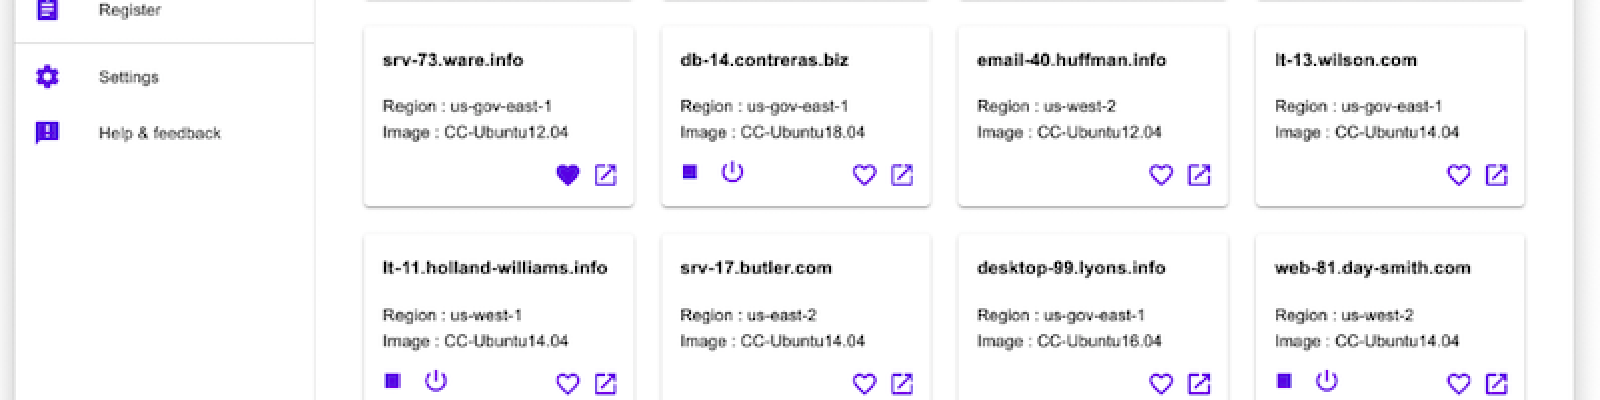 Register
Settings
Help & feedback
srv-73.ware.info
Region : us-gov-east-1
Image : CC-Ubuntu12.04
db-14.contreras.biz
Region : us-gov-east-1
Image : CC-Ubuntu18.04
email-40.huffman.info
Region : us-west-2
Image : CC-Ubuntu12.04
lt-13.wilson.com
Region : us-gov-east-1
Image : CC-Ubuntu14.04
lt-11.holland-williams.info
Region : us-west-1
Image : CC-Ubuntu14.04
srv-17.butler.com
Region : us-east-2
Image : CC-Ubuntu14.04
desktop-99.lyons.info
Region : us-gov-east-1
Image : CC-Ubuntu16.04
web-81.day-smith.com
Region : us-west-2
Image : CC-Ubuntu14.04